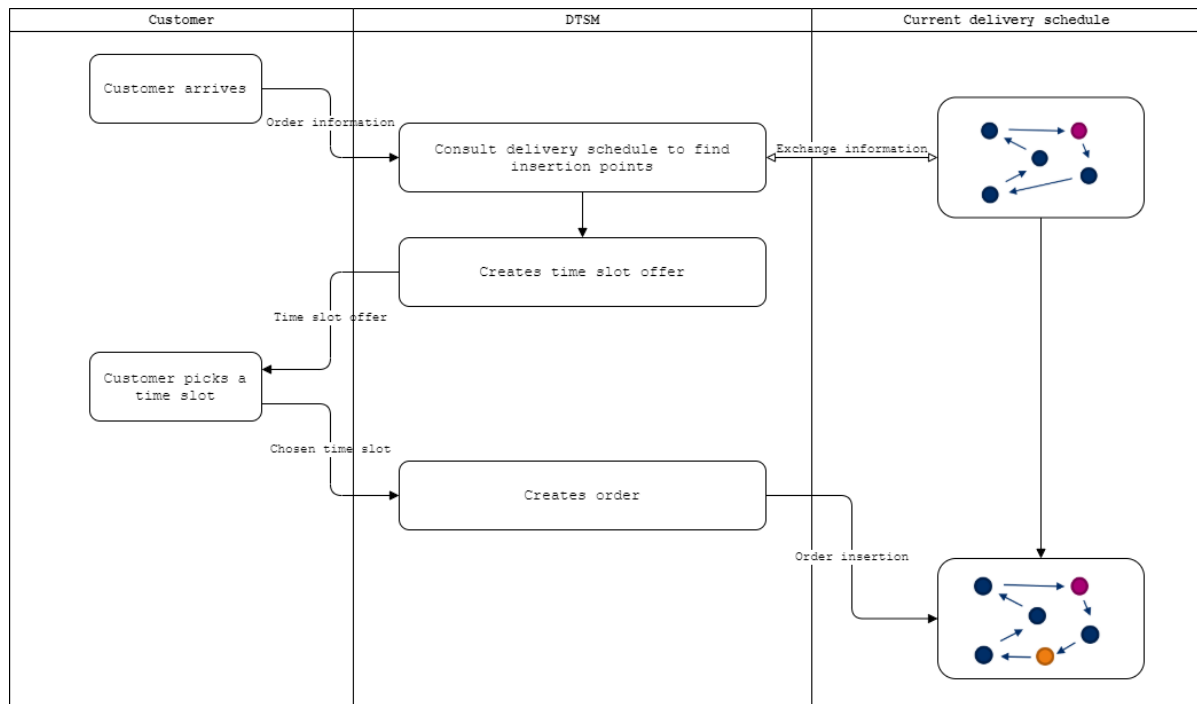 Customer
DTSM
Current delivery schedule
Customer arrives
Order information
Consult delivery schedule to find
insertion points
Exchange information
Creates time slot offer
Time slot offer
Customer picks a
time slot
Chosen time slot
Creates order
Order insertion